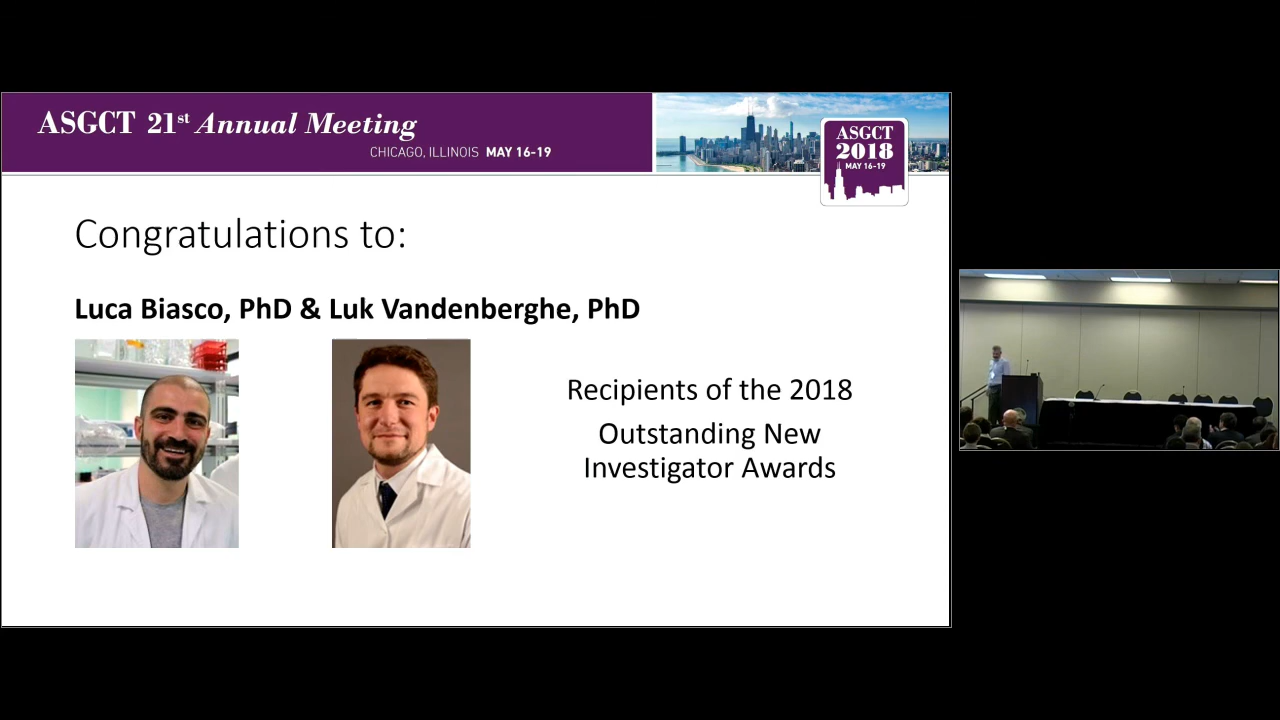 ASGCT 21st Annual Meeting
CHICAGO, ILLINOIS MAY 16-19
ASGCT
2018
MAY 16-19
Congratulations to:
Luca Biasco, PhD & Luk Vandenberghe, PhD
Recipients of the 2018
Outstanding New
Investigator Awards